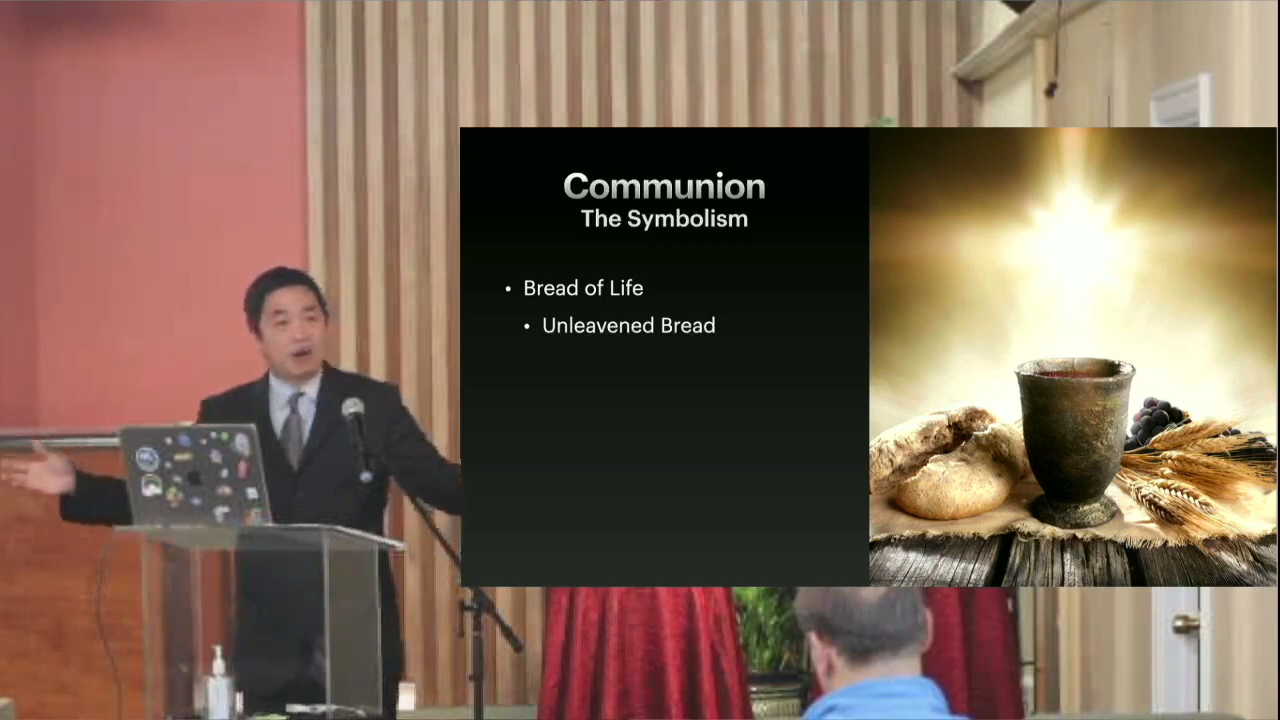 Communion
The Symbolism
• Bread of Life
• Unleavened Bread